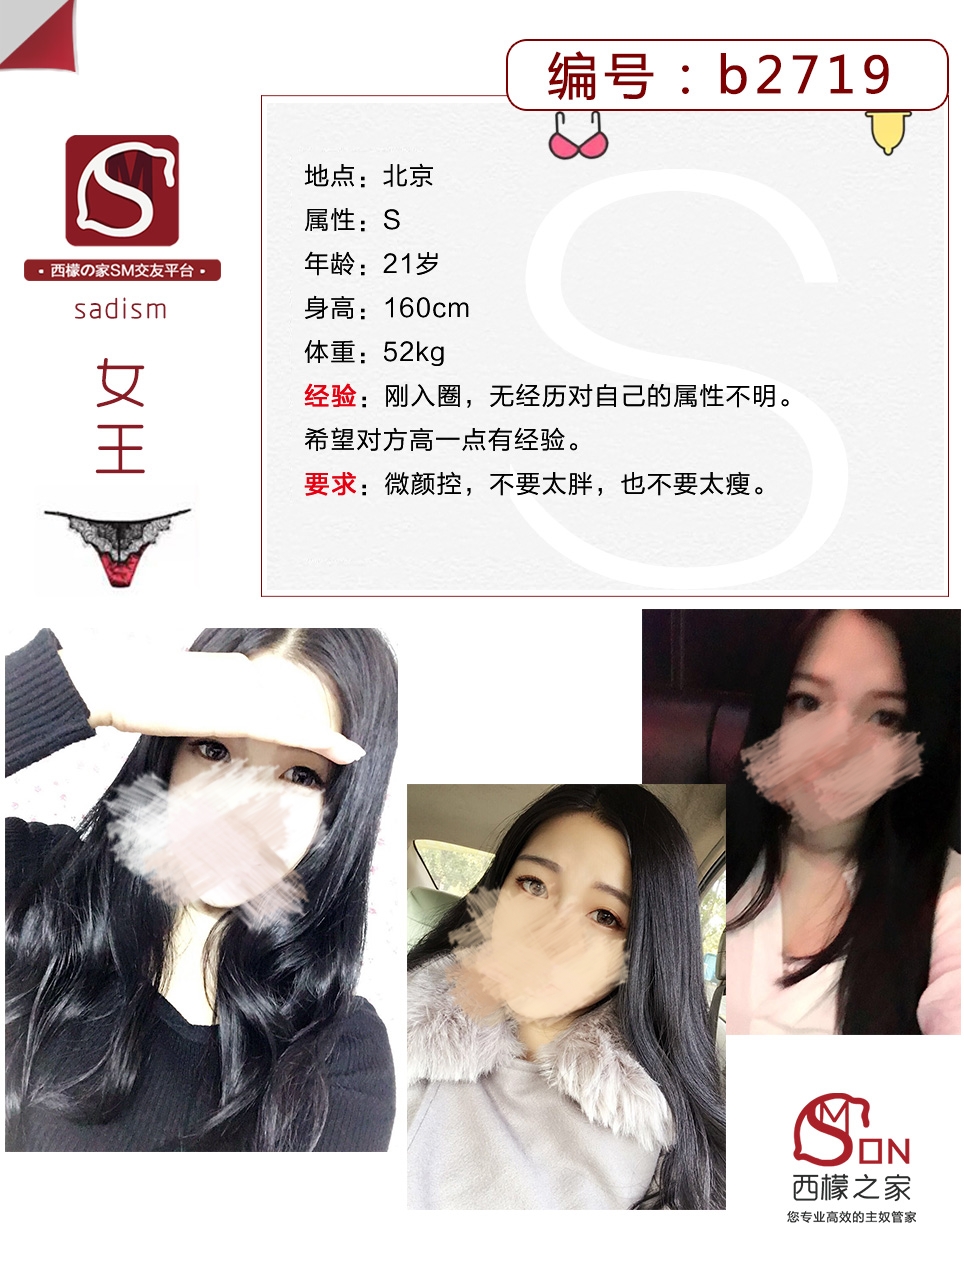 编号：b2719
SM
·西檬の家SM交友平台·
sadism
女王
地点：北京
属性：S
年龄：21岁
身高：160cm
体重：52kg
经验：刚入圈，无经历对自己的属性不明。
希望对方高一点有经验。
要求：微颜控，不要太胖，也不要太瘦。
S
SMON
西檬之家
您专业高效的主奴管家